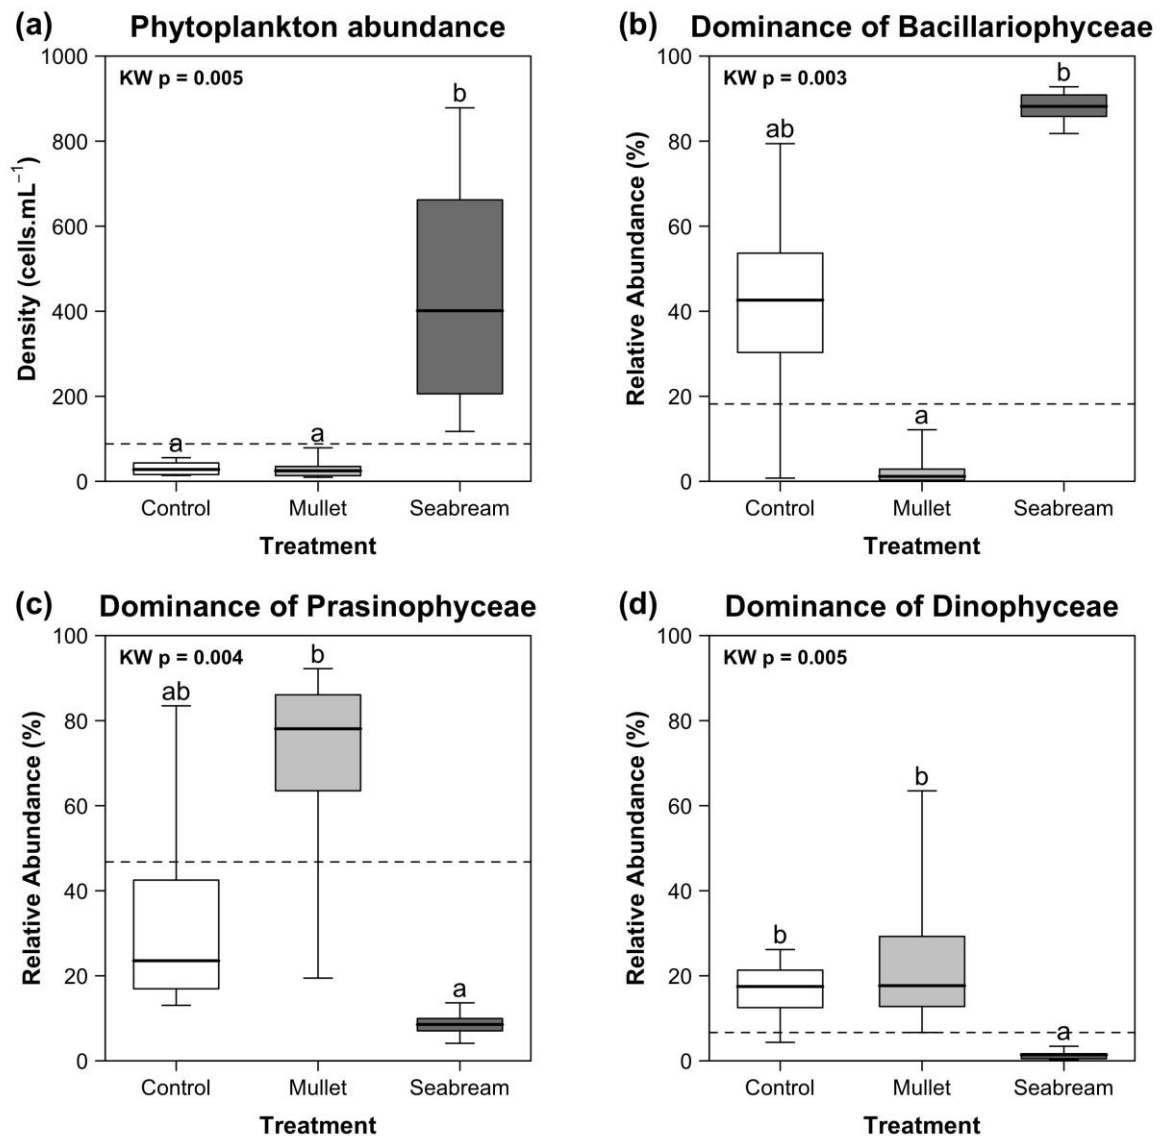 (a) Phytoplankton abundance
KW p = 0.005
Density (cells.mL⁻¹)
1000
800
600
400
200
0
a
a
b
Control Mullet Seabream
Treatment
(b) Dominance of Bacillariophyceae
KW p = 0.003
Relative Abundance (%)
100
80
60
40
20
0
ab
a
b
Control Mullet Seabream
Treatment
(c) Dominance of Prasinophyceae
KW p = 0.004
Relative Abundance (%)
100
80
60
40
20
0
ab
b
a
Control Mullet Seabream
Treatment
(d) Dominance of Dinophyceae
KW p = 0.005
Relative Abundance (%)
100
80
60
40
20
0
b
b
a
Control Mullet Seabream
Treatment